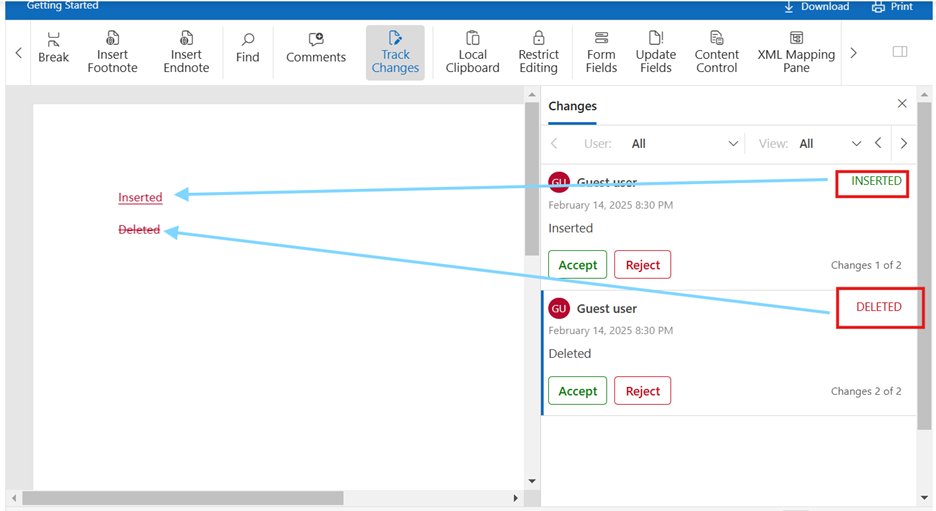 Getting Started
Download
Print
Break
Insert
Footnote
Insert
Endnote
Find
Comments
Track
Changes
Local
Clipboard
Restrict
Editing
Form
Fields
Update
Fields
Content
Control
XML Mapping
Pane
Changes
User: All
View: All
Inserted
Deleted
GU Guest user INSERTED
February 14, 2025 8:30 PM
Inserted
Accept Reject Changes 1 of 2
GU Guest user DELETED
February 14, 2025 8:30 PM
Deleted
Accept Reject Changes 2 of 2